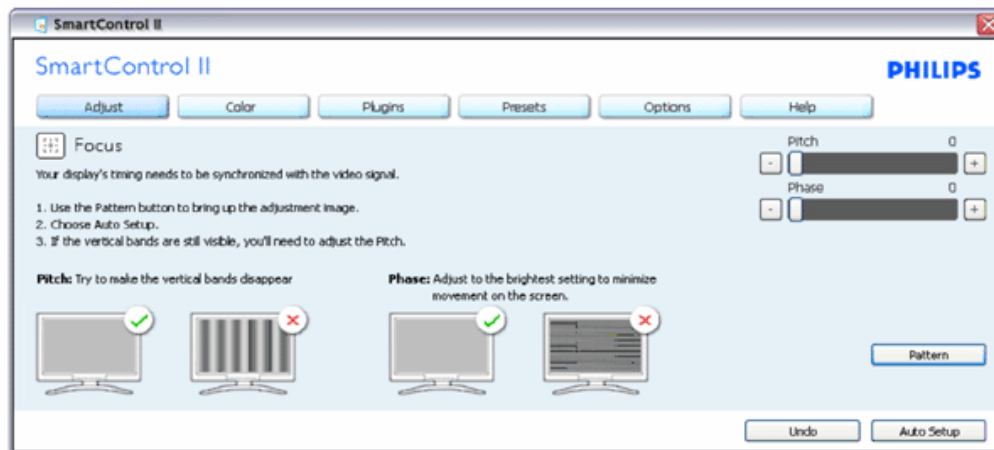 SmartControl II
SmartControl II
PHILIPS
Adjust Color Plugins Presets Options Help
Focus
Your display's timing needs to be synchronized with the video signal.
1. Use the Pattern button to bring up the adjustment image.
2. Choose Auto Setup.
3. If the vertical bands are still visible, you'll need to adjust the Pitch.
Pitch 0
- +
Phase 0
- +
Pitch: Try to make the vertical bands disappear
Phase: Adjust to the brightest setting to minimize
movement on the screen.
Pattern
Undo Auto Setup